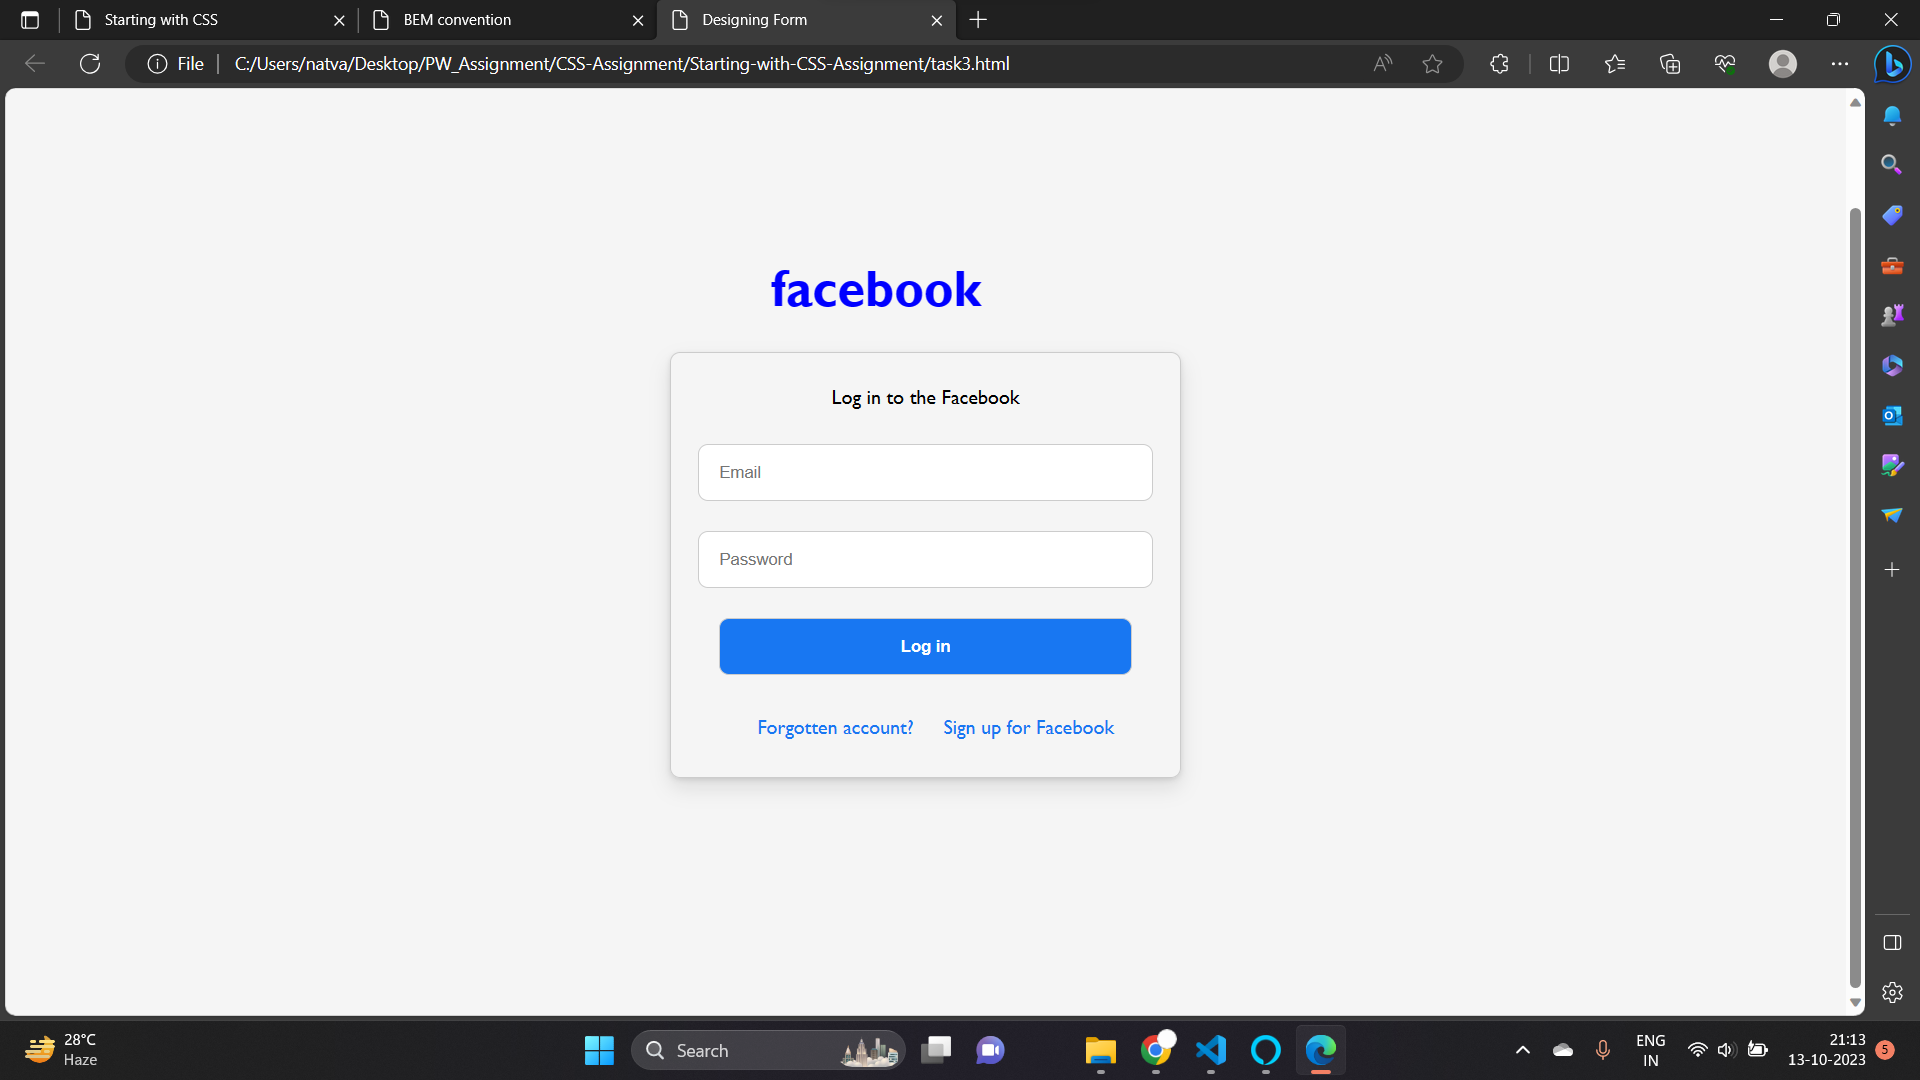 Starting with CSS
BEM convention
Designing Form
File
C:/Users/natva/Desktop/PW_Assignment/CSS-Assignment/Starting-with-CSS-Assignment/task3.html
facebook
Log in to the Facebook
Email
Password
Log in
Forgotten account? Sign up for Facebook
28°C
Haze
Search
ENG
IN
21:13
13-10-2023
5